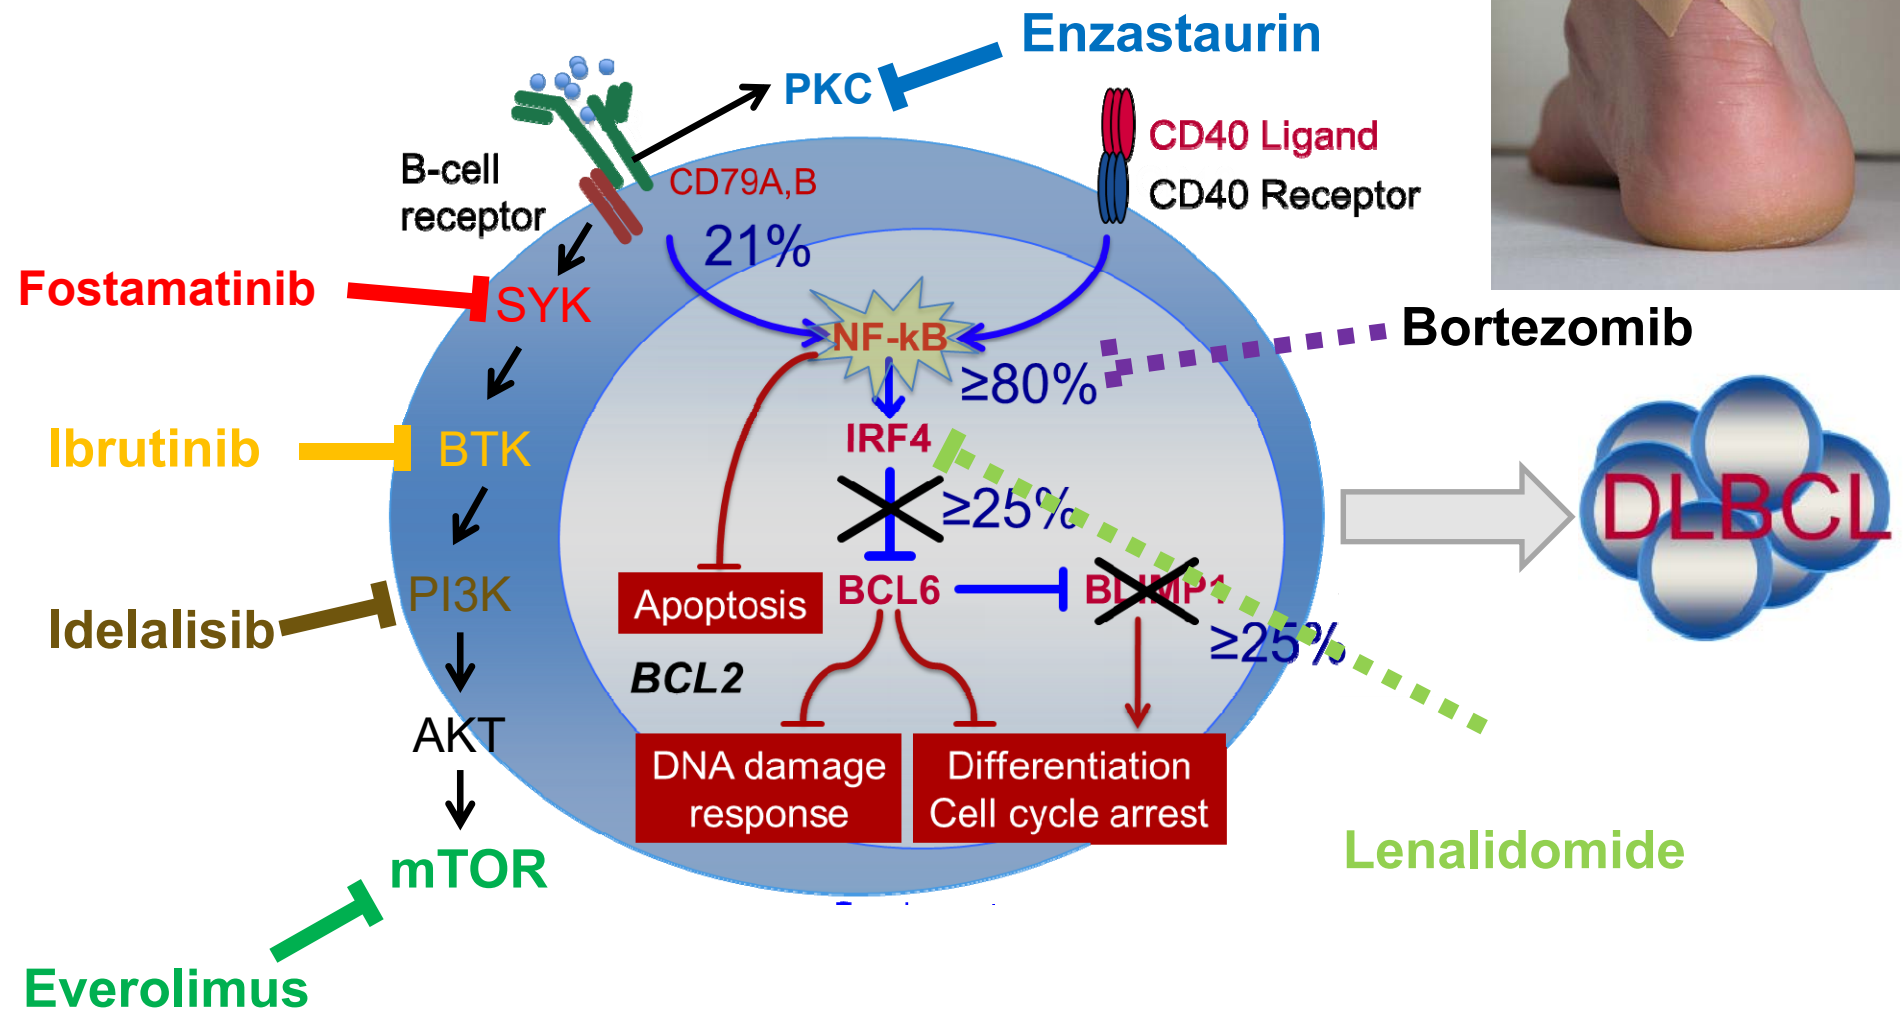 Enzastaurin
PKC
CD40 Ligand
CD40 Receptor
B-cell
receptor
CD79A,B
21%
Fostamatinib
SYK
NF-kB
Bortezomib
≥80%
Ibrutinib
BTK
IRF4
≥25%
DLBCL
Idelalisib
PI3K
Apoptosis
BCL6
BLIMP1
≥25%
BCL2
AKT
DNA damage
response
Differentiation
Cell cycle arrest
mTOR
Lenalidomide
Everolimus